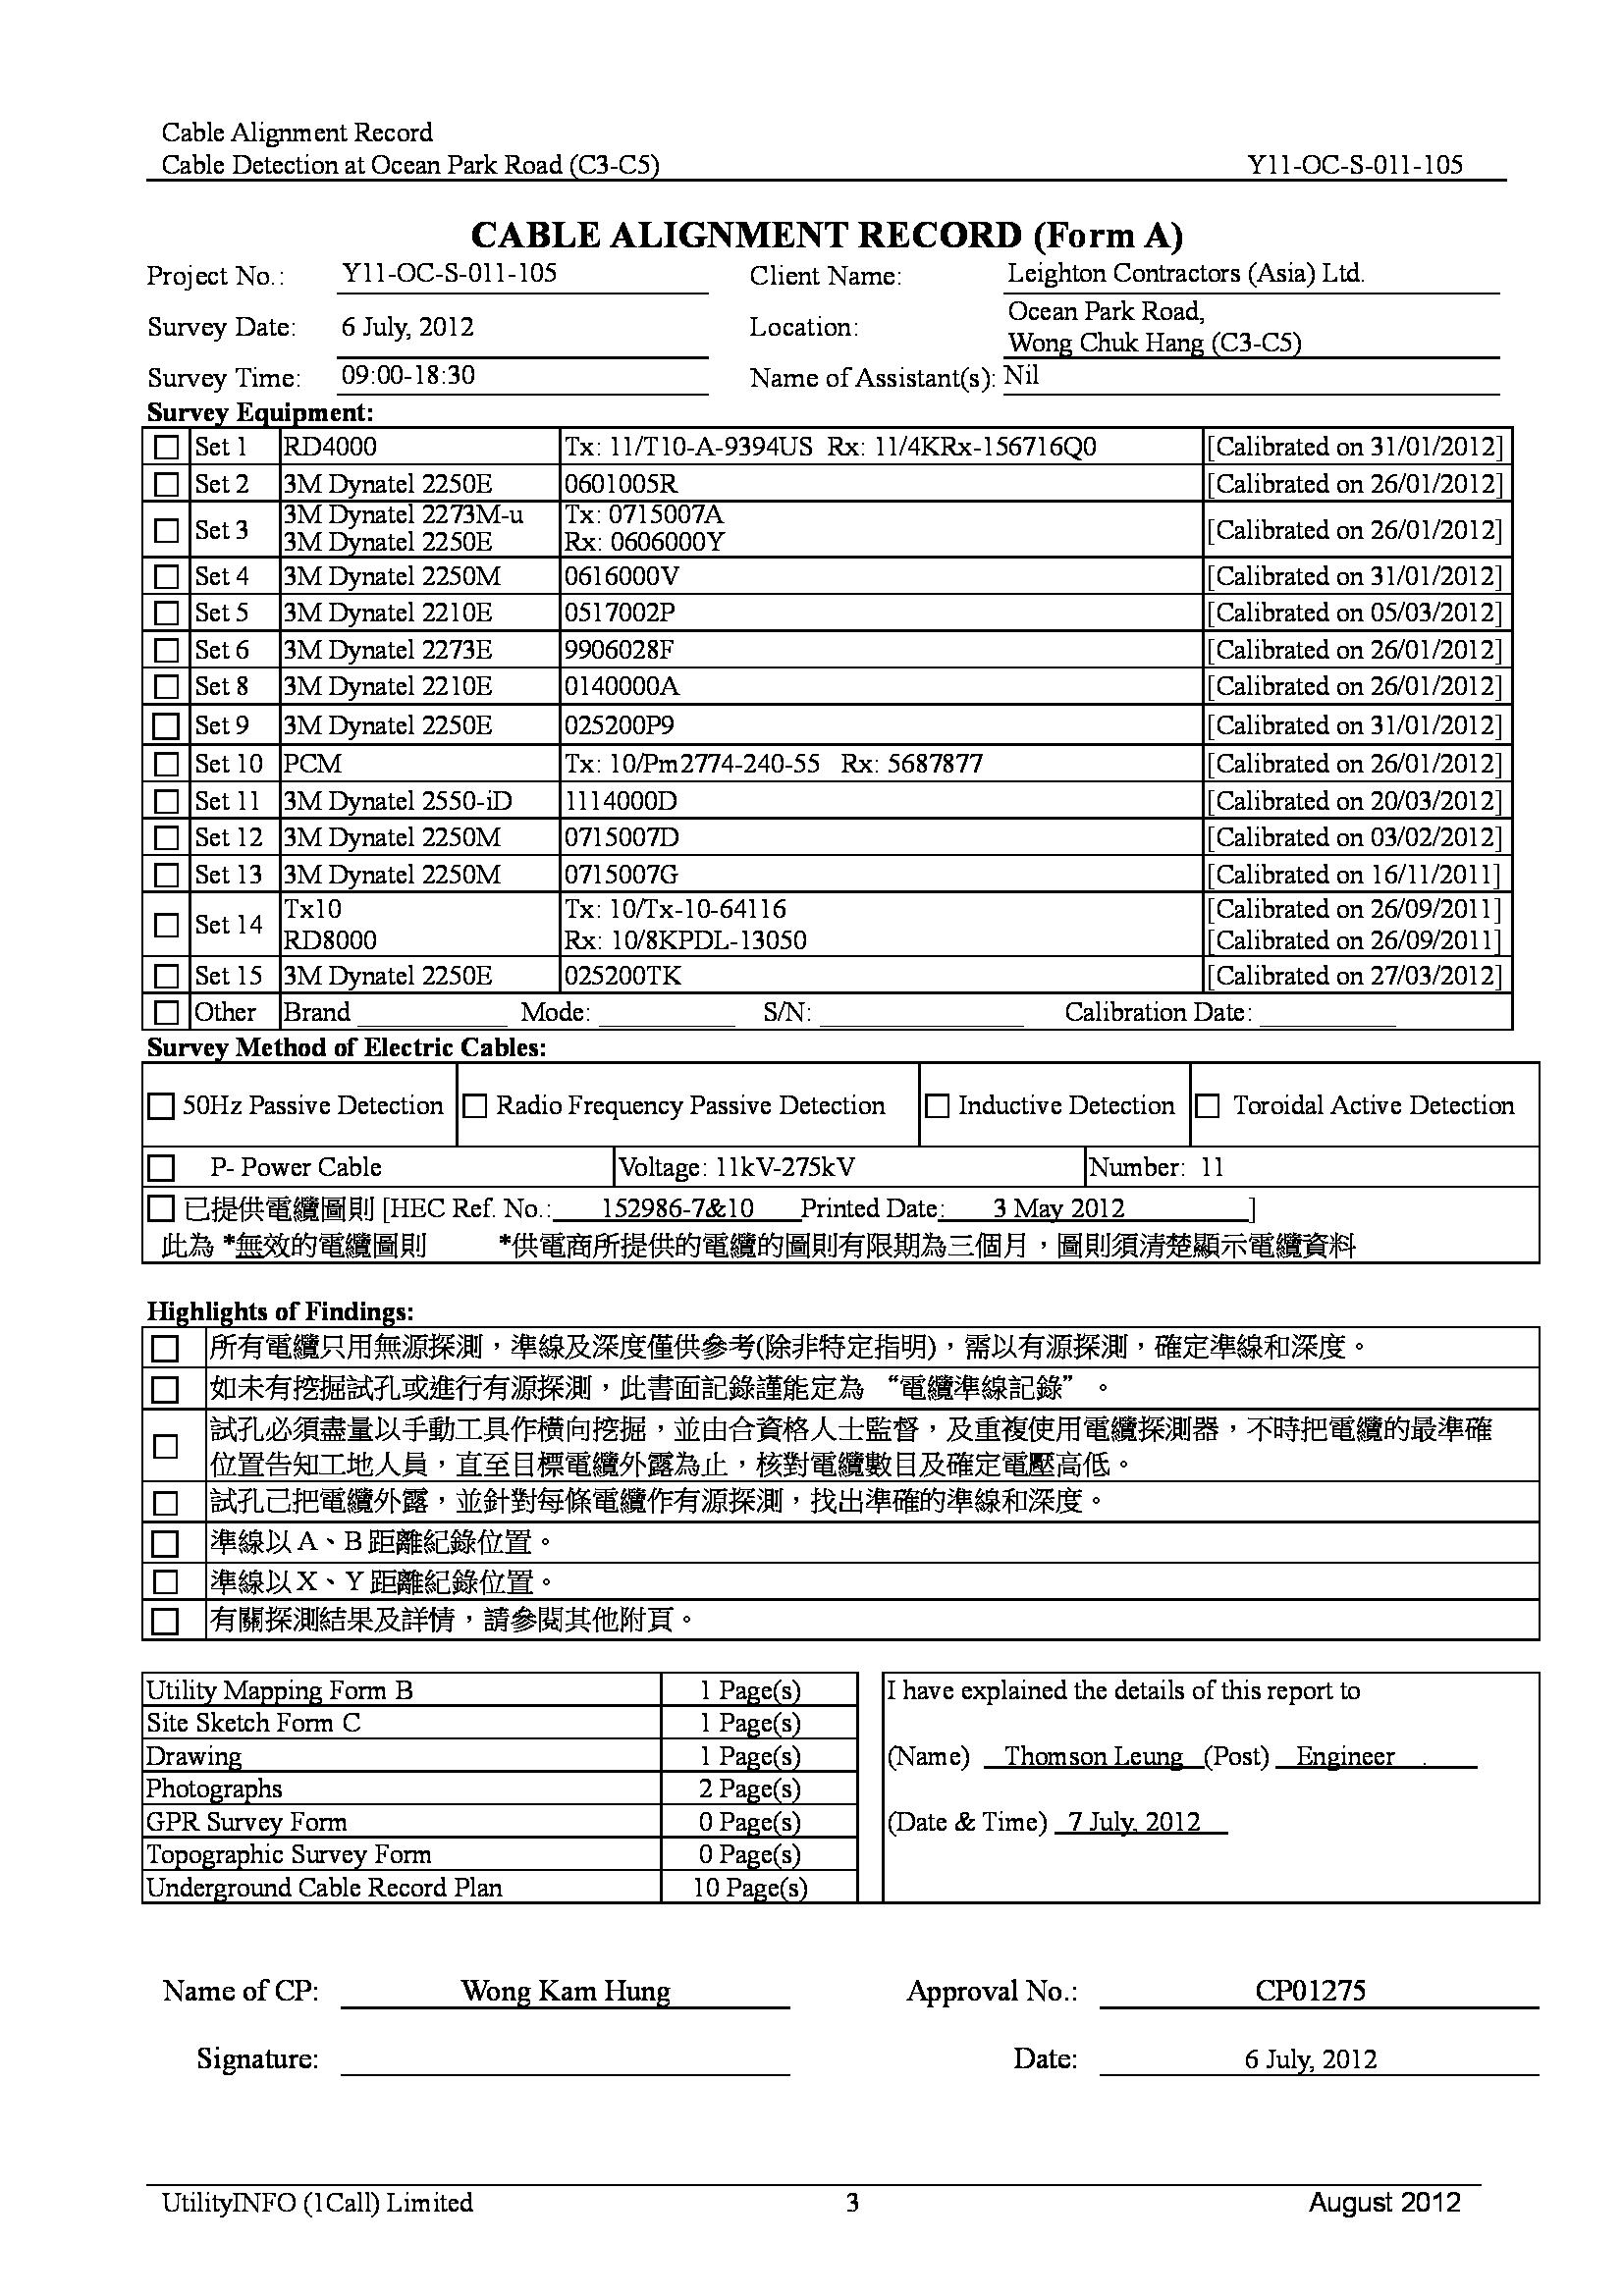 Cable Alignment Record
Cable Detection at Ocean Park Road (C3-C5) Y11-OC-S-011-105
CABLE ALIGNMENT RECORD (Form A)
Project No.: Y11-OC-S-011-105 Client Name: Leighton Contractors (Asia) Ltd.
Survey Date: 6 July, 2012 Location: Ocean Park Road,
Wong Chuk Hang (C3-C5)
Survey Time: 09:00-18:30 Name of Assistant(s): Nil
Survey Equipment:
☐ Set 1 RD4000 Tx: 11/T10-A-9394US Rx: 11/4KRx-156716Q0 [Calibrated on 31/01/2012]
☐ Set 2 3M Dynatel 2250E 0601005R [Calibrated on 26/01/2012]
☐ Set 3 3M Dynatel 2273M-u Tx: 0715007A [Calibrated on 26/01/2012]
3M Dynatel 2250E Rx: 0606000Y
☐ Set 4 3M Dynatel 2250M 0616000V [Calibrated on 31/01/2012]
☐ Set 5 3M Dynatel 2210E 0517002P [Calibrated on 05/03/2012]
☐ Set 6 3M Dynatel 2273E 9906028F [Calibrated on 26/01/2012]
☐ Set 8 3M Dynatel 2210E 0140000A [Calibrated on 26/01/2012]
☐ Set 9 3M Dynatel 2250E 025200P9 [Calibrated on 31/01/2012]
☐ Set 10 PCM Tx: 10/Pm2774-240-55 Rx: 5687877 [Calibrated on 26/01/2012]
☐ Set 11 3M Dynatel 2550-iD 1114000D [Calibrated on 20/03/2012]
☐ Set 12 3M Dynatel 2250M 0715007D [Calibrated on 03/02/2012]
☐ Set 13 3M Dynatel 2250M 0715007G [Calibrated on 16/11/2011]
☐ Set 14 Tx10 Tx: 10/Tx-10-64116 [Calibrated on 26/09/2011]
RD8000 Rx: 10/8KPDL-13050 [Calibrated on 26/09/2011]
☐ Set 15 3M Dynatel 2250E 025200TK [Calibrated on 27/03/2012]
☐ Other Brand ___________ Mode: __________ S/N: _______________ Calibration Date: __________
Survey Method of Electric Cables:
☐ 50Hz Passive Detection ☐ Radio Frequency Passive Detection ☐ Inductive Detection ☐ Toroidal Active Detection
☐ P- Power Cable Voltage: 11kV-275kV Number: 11
☐ 已提供電纜圖則 [HEC Ref. No.: 152986-7&10 Printed Date: 3 May 2012 ]
此為 *無效的電纜圖則 *供電商所提供的電纜的圖則有限期為三個月，圖則須清楚顯示電纜資料
Highlights of Findings:
☐ 所有電纜只用無源探測，準線及深度僅供參考(除非特定指明)，需以有源探測，確定準線和深度。
☐ 如未有挖掘試孔或進行有源探測，此書面記錄謹能定為 “電纜準線記錄”。
☐ 試孔必須盡量以手動工具作橫向挖掘，並由合資格人士監督，及重複使用電纜探測器，不時把電纜的最準確
位置告知工地人員，直至目標電纜外露為止，核對電纜數目及確定電壓高低。
☐ 試孔己把電纜外露，並針對每條電纜作有源探測，找出準確的準線和深度。
☐ 準線以 A、B 距離紀錄位置。
☐ 準線以 X、Y 距離紀錄位置。
☐ 有關探測結果及詳情，請參閱其他附頁。
Utility Mapping Form B 1 Page(s) I have explained the details of this report to
Site Sketch Form C 1 Page(s)
Drawing 1 Page(s) (Name) Thomson Leung (Post) Engineer .
Photographs 2 Page(s)
GPR Survey Form 0 Page(s) (Date & Time) 7 July, 2012
Topographic Survey Form 0 Page(s)
Underground Cable Record Plan 10 Page(s)
Name of CP: Wong Kam Hung Approval No.: CP01275
Signature: Date: 6 July, 2012
UtilityINFO (1Call) Limited 3 August 2012